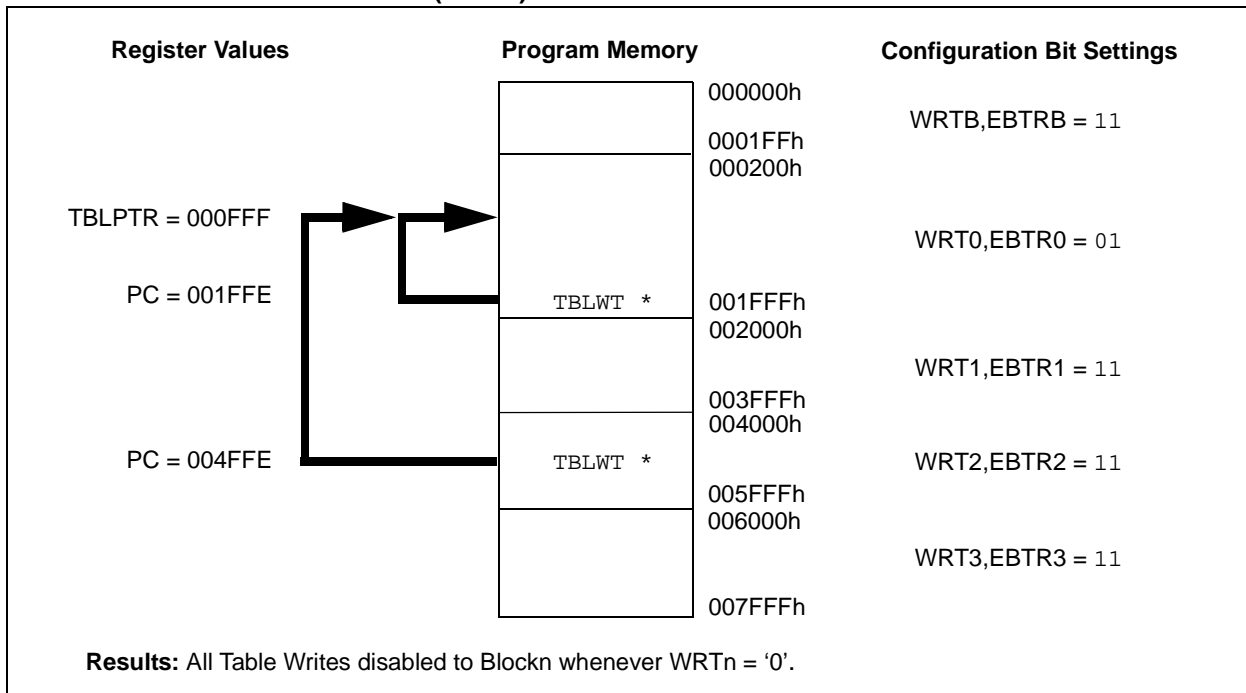 Register Values Program Memory Configuration Bit Settings
000000h
WRTB,EBTRB = 11
0001FFh
000200h
TBLPTR = 000FFF
WRT0,EBTR0 = 01
PC = 001FFE TBLWT * 001FFFh
002000h
WRT1,EBTR1 = 11
003FFFh
004000h
PC = 004FFE TBLWT * WRT2,EBTR2 = 11
005FFFh
006000h
WRT3,EBTR3 = 11
007FFFh
Results: All Table Writes disabled to Blockn whenever WRTn = ‘0’.